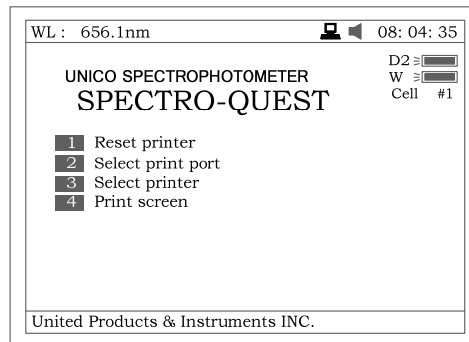 WL : 656.1nm 08: 04: 35
D2
W
Cell #1
UNICO SPECTROPHOTOMETER
SPECTRO-QUEST
1 Reset printer
2 Select print port
3 Select printer
4 Print screen
United Products & Instruments INC.